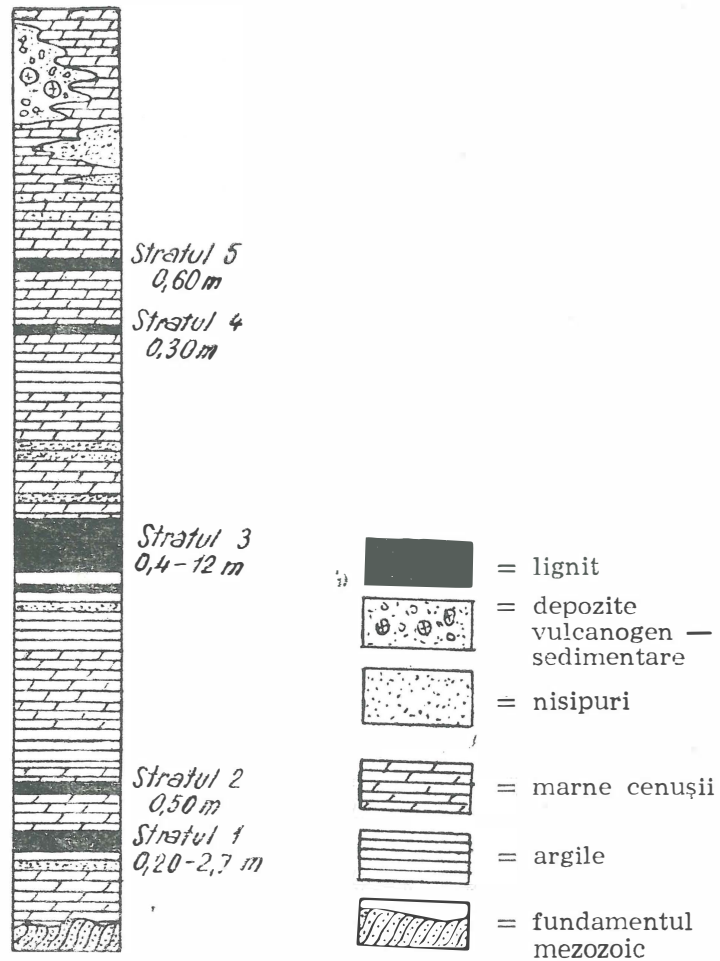 Stratul 5
0,60 m
Stratul 4
0,30 m
Stratul 3
0,4-12 m
Stratul 2
0,50 m
Stratul 1
0,20-2,7 m
= lignit
= depozite
vulcanogen —
sedimentare
= nisipuri
= marne cenușii
= argile
= fundamentul
mezozoic